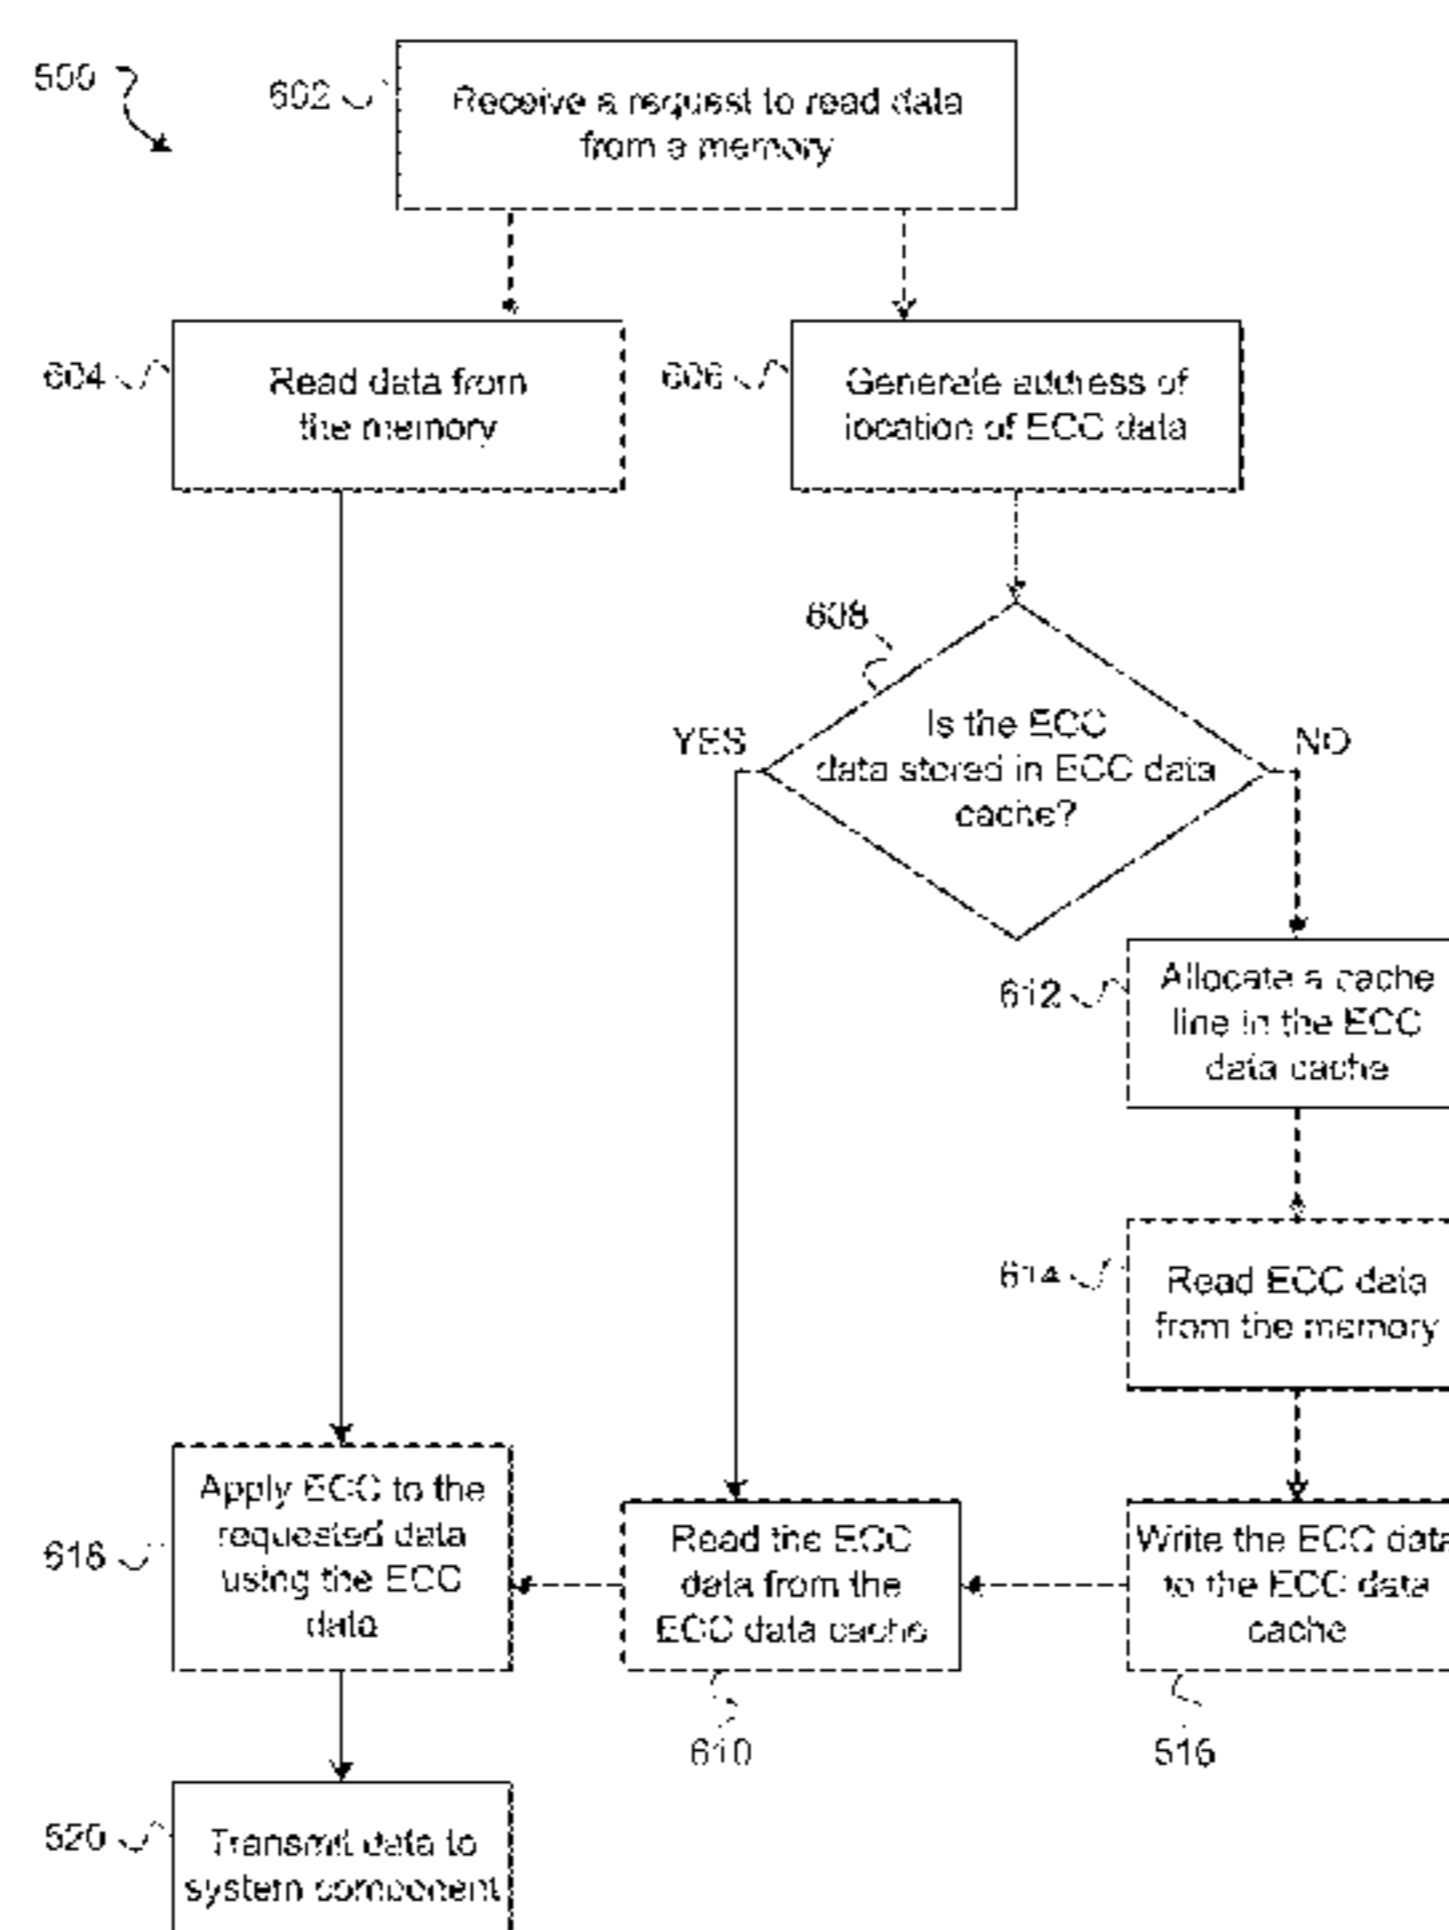 600
602
Receive a request to read data
from a memory
604
Read data from
the memory
606
Generate address of
location of ECC data
608
YES
Is the ECC
data stored in ECC data
cache?
NO
612
Allocate a cache
line in the ECC
data cache
614
Read ECC data
from the memory
618
Apply ECC to the
requested data
using the ECC
data
Read the ECC
data from the
ECC data cache
Write the ECC data
to the ECC data
cache
610
616
620
Transmit data to
system component